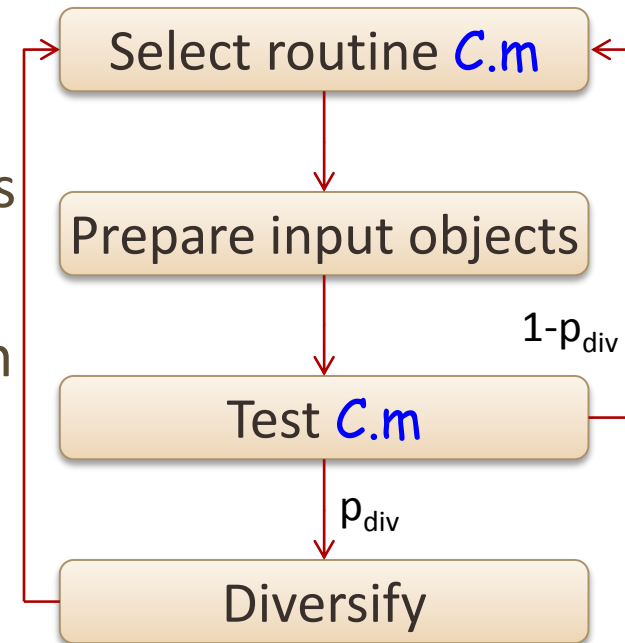 Select routine C.m
s
Prepare input objects
1-pdiv
n
Test C.m
pdiv
Diversify